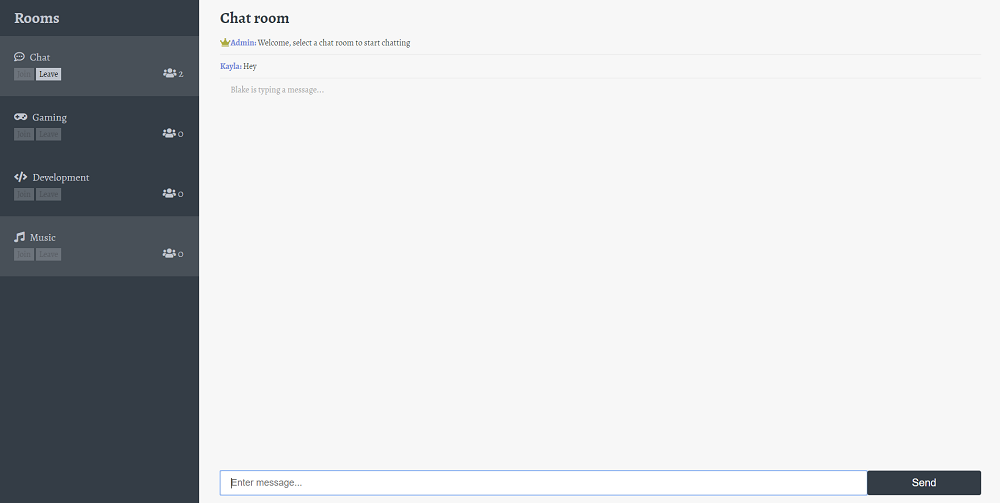 Rooms
Chat
Join Leave 2
Gaming
Join Leave 0
Development
Join Leave 0
Music
Join Leave 0
Chat room
Admin: Welcome, select a chat room to start chatting
Kayla: Hey
Blake is typing a message...
Enter message...
Send